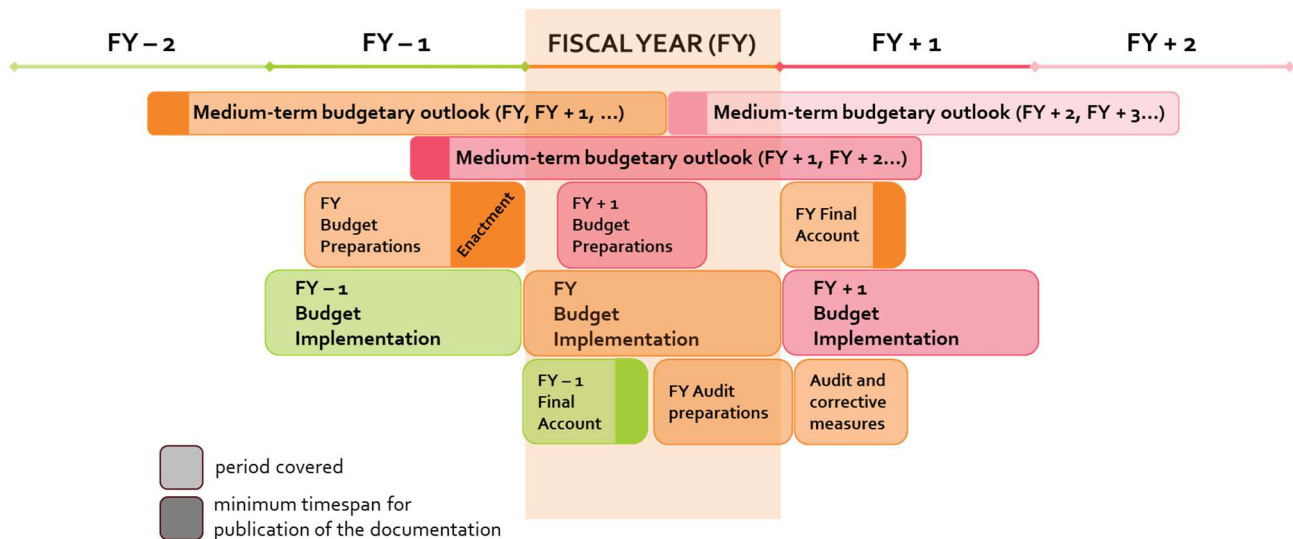 FY – 2
FY – 1
FISCAL YEAR (FY)
FY + 1
FY + 2
Medium-term budgetary outlook (FY, FY + 1, ...)
Medium-term budgetary outlook (FY + 2, FY + 3...)
Medium-term budgetary outlook (FY + 1, FY + 2...)
FY
Budget
Preparations
Enactment
FY + 1
Budget
Preparations
FY Final
Account
FY – 1
Budget
Implementation
FY
Budget
Implementation
FY + 1
Budget
Implementation
FY – 1
Final
Account
FY Audit
preparations
Audit and
corrective
measures
period covered
minimum timespan for
publication of the documentation